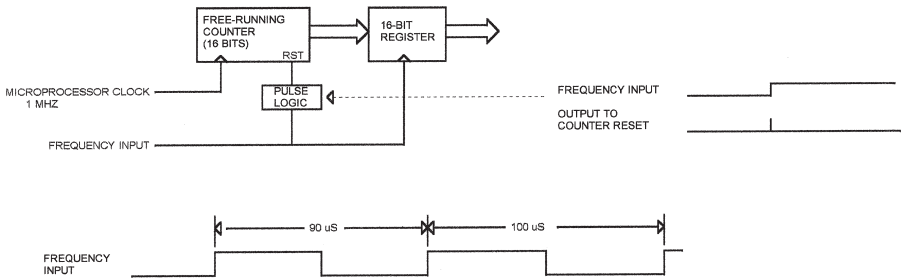 FREE-RUNNING
COUNTER
(16 BITS)
RST
16-BIT
REGISTER
MICROPROCESSOR CLOCK
1 MHZ
PULSE
LOGIC
FREQUENCY INPUT
FREQUENCY INPUT
OUTPUT TO
COUNTER RESET
90 uS
100 uS
FREQUENCY
INPUT